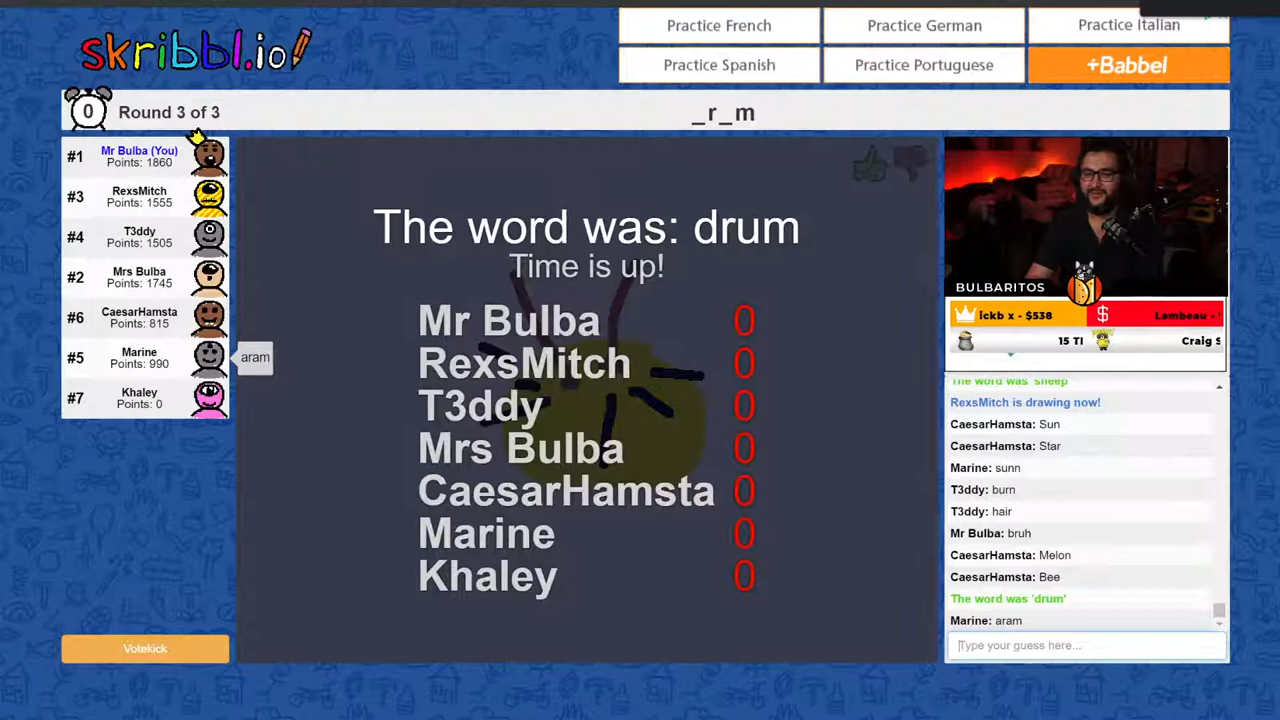 Practice French
Practice German
Practice Italian
Practice Spanish
Practice Portuguese
+Babbel
skribbl.io
0
Round 3 of 3
_r_m
#1
Mr Bulba (You)
Points: 1860
#3
RexsMitch
Points: 1555
#4
T3ddy
Points: 1505
#2
Mrs Bulba
Points: 1745
#6
CaesarHamsta
Points: 815
#5
Marine
Points: 990
aram
#7
Khaley
Points: 0
Votekick
The word was: drum
Time is up!
Mr Bulba 0
RexsMitch 0
T3ddy 0
Mrs Bulba 0
CaesarHamsta 0
Marine 0
Khaley 0
BULBARITOS
ickb x - $538
$
Lambeau -
15 TI
Craig S
The word was 'sheep'
RexsMitch is drawing now!
CaesarHamsta: Sun
CaesarHamsta: Star
Marine: sunn
T3ddy: burn
T3ddy: hair
Mr Bulba: bruh
CaesarHamsta: Melon
CaesarHamsta: Bee
The word was 'drum'
Marine: aram
Type your guess here...